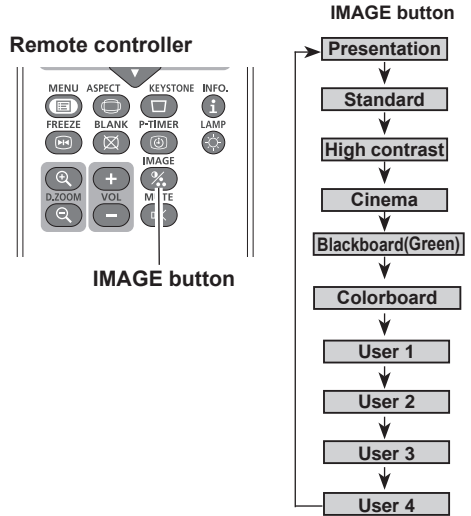 Remote controller
MENU ASPECT KEYSTONE INFO.
FREEZE BLANK P-TIMER LAMP
IMAGE
D.ZOOM VOL MUTE
IMAGE button
IMAGE button
Presentation
Standard
High contrast
Cinema
Blackboard(Green)
Colorboard
User 1
User 2
User 3
User 4